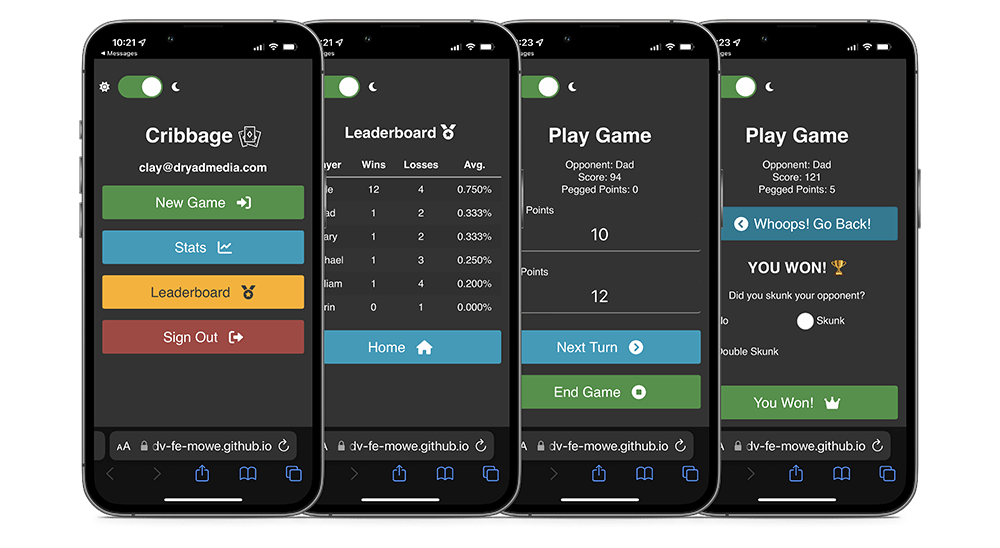 10:21
Messages
Cribbage
clay@dryadmedia.com
New Game
Stats
Leaderboard
Sign Out
AA dv-fe-mowe.github.io
:21
ges
Leaderboard
yer Wins Losses Avg.
le 12 4 0.750%
ad 1 2 0.333%
ary 1 2 0.333%
hael 1 3 0.250%
liam 1 4 0.200%
rin 0 1 0.000%
Home
A dv-fe-mowe.github.io
:23
ges
Play Game
Opponent: Dad
Score: 94
Pegged Points: 0
Points
10
Points
12
Next Turn
End Game
A dv-fe-mowe.github.io
:23
ges
Play Game
Opponent: Dad
Score: 121
Pegged Points: 5
Whoops! Go Back!
YOU WON!
Did you skunk your opponent?
lo Skunk
Double Skunk
You Won!
A dv-fe-mowe.github.io